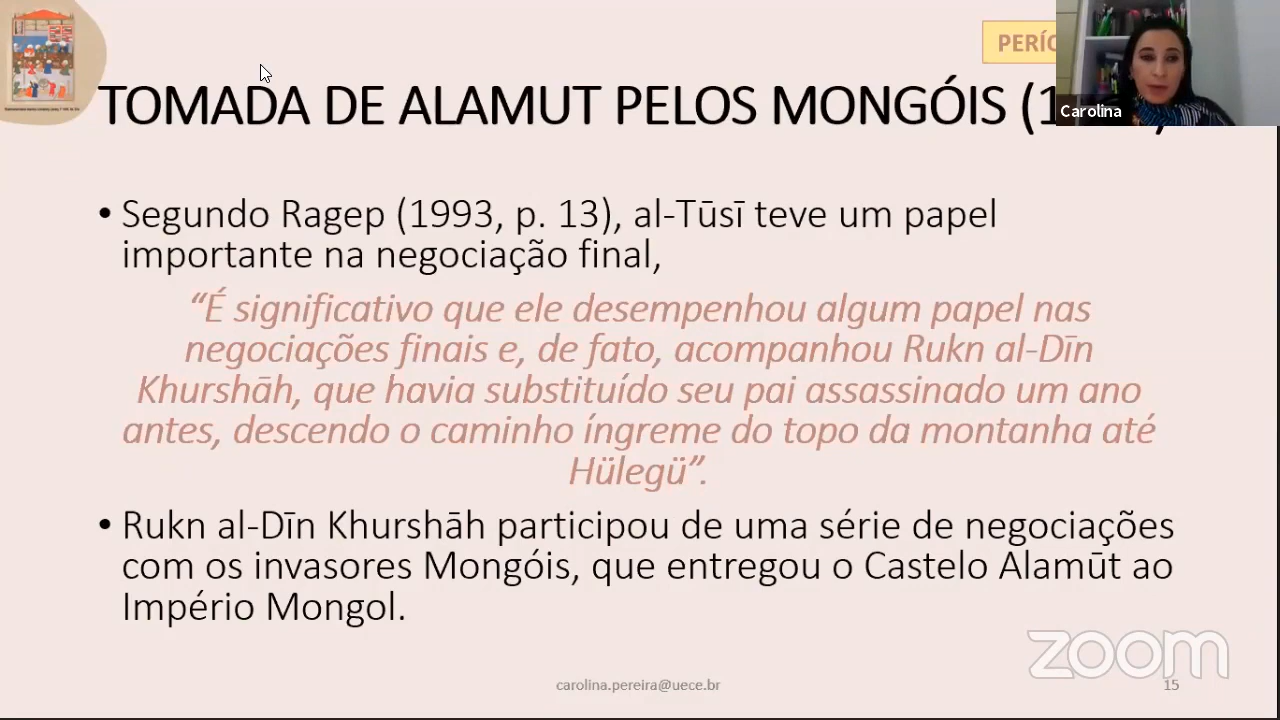 PERÍO
TOMADA DE ALAMUT PELOS MONGÓIS (1
Carolina
• Segundo Ragep (1993, p. 13), al-Tūsī teve um papel
importante na negociação final,
“É significativo que ele desempenhou algum papel nas
negociações finais e, de fato, acompanhou Rukn al-Dīn
Khurshāh, que havia substituído seu pai assassinado um ano
antes, descendo o caminho íngreme do topo da montanha até
Hülegü”.
• Rukn al-Dīn Khurshāh participou de uma série de negociações
com os invasores Mongóis, que entregou o Castelo Alamūt ao
Império Mongol.
zoom
carolina.pereira@uece.br
15